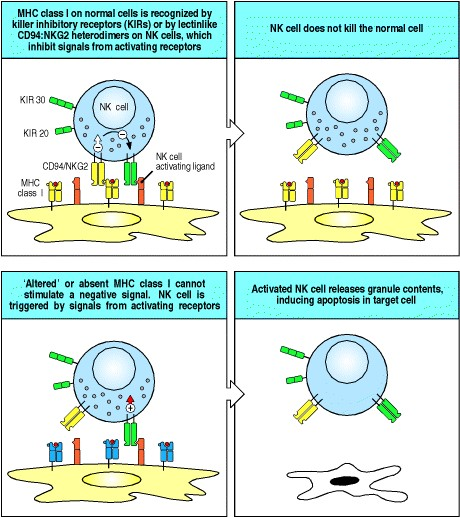 MHC class I on normal cells is recognized by
killer inhibitory receptors (KIRs) or by lectinlike
CD94:NKG2 heterodimers on NK cells, which
inhibit signals from activating receptors
NK cell does not kill the normal cell
KIR 30
NK cell
KIR 20
CD94/NKG2
NK cell
activating ligand
MHC
class I
'Altered' or absent MHC class I cannot
stimulate a negative signal. NK cell is
triggered by signals from activating receptors
Activated NK cell releases granule contents,
inducing apoptosis in target cell